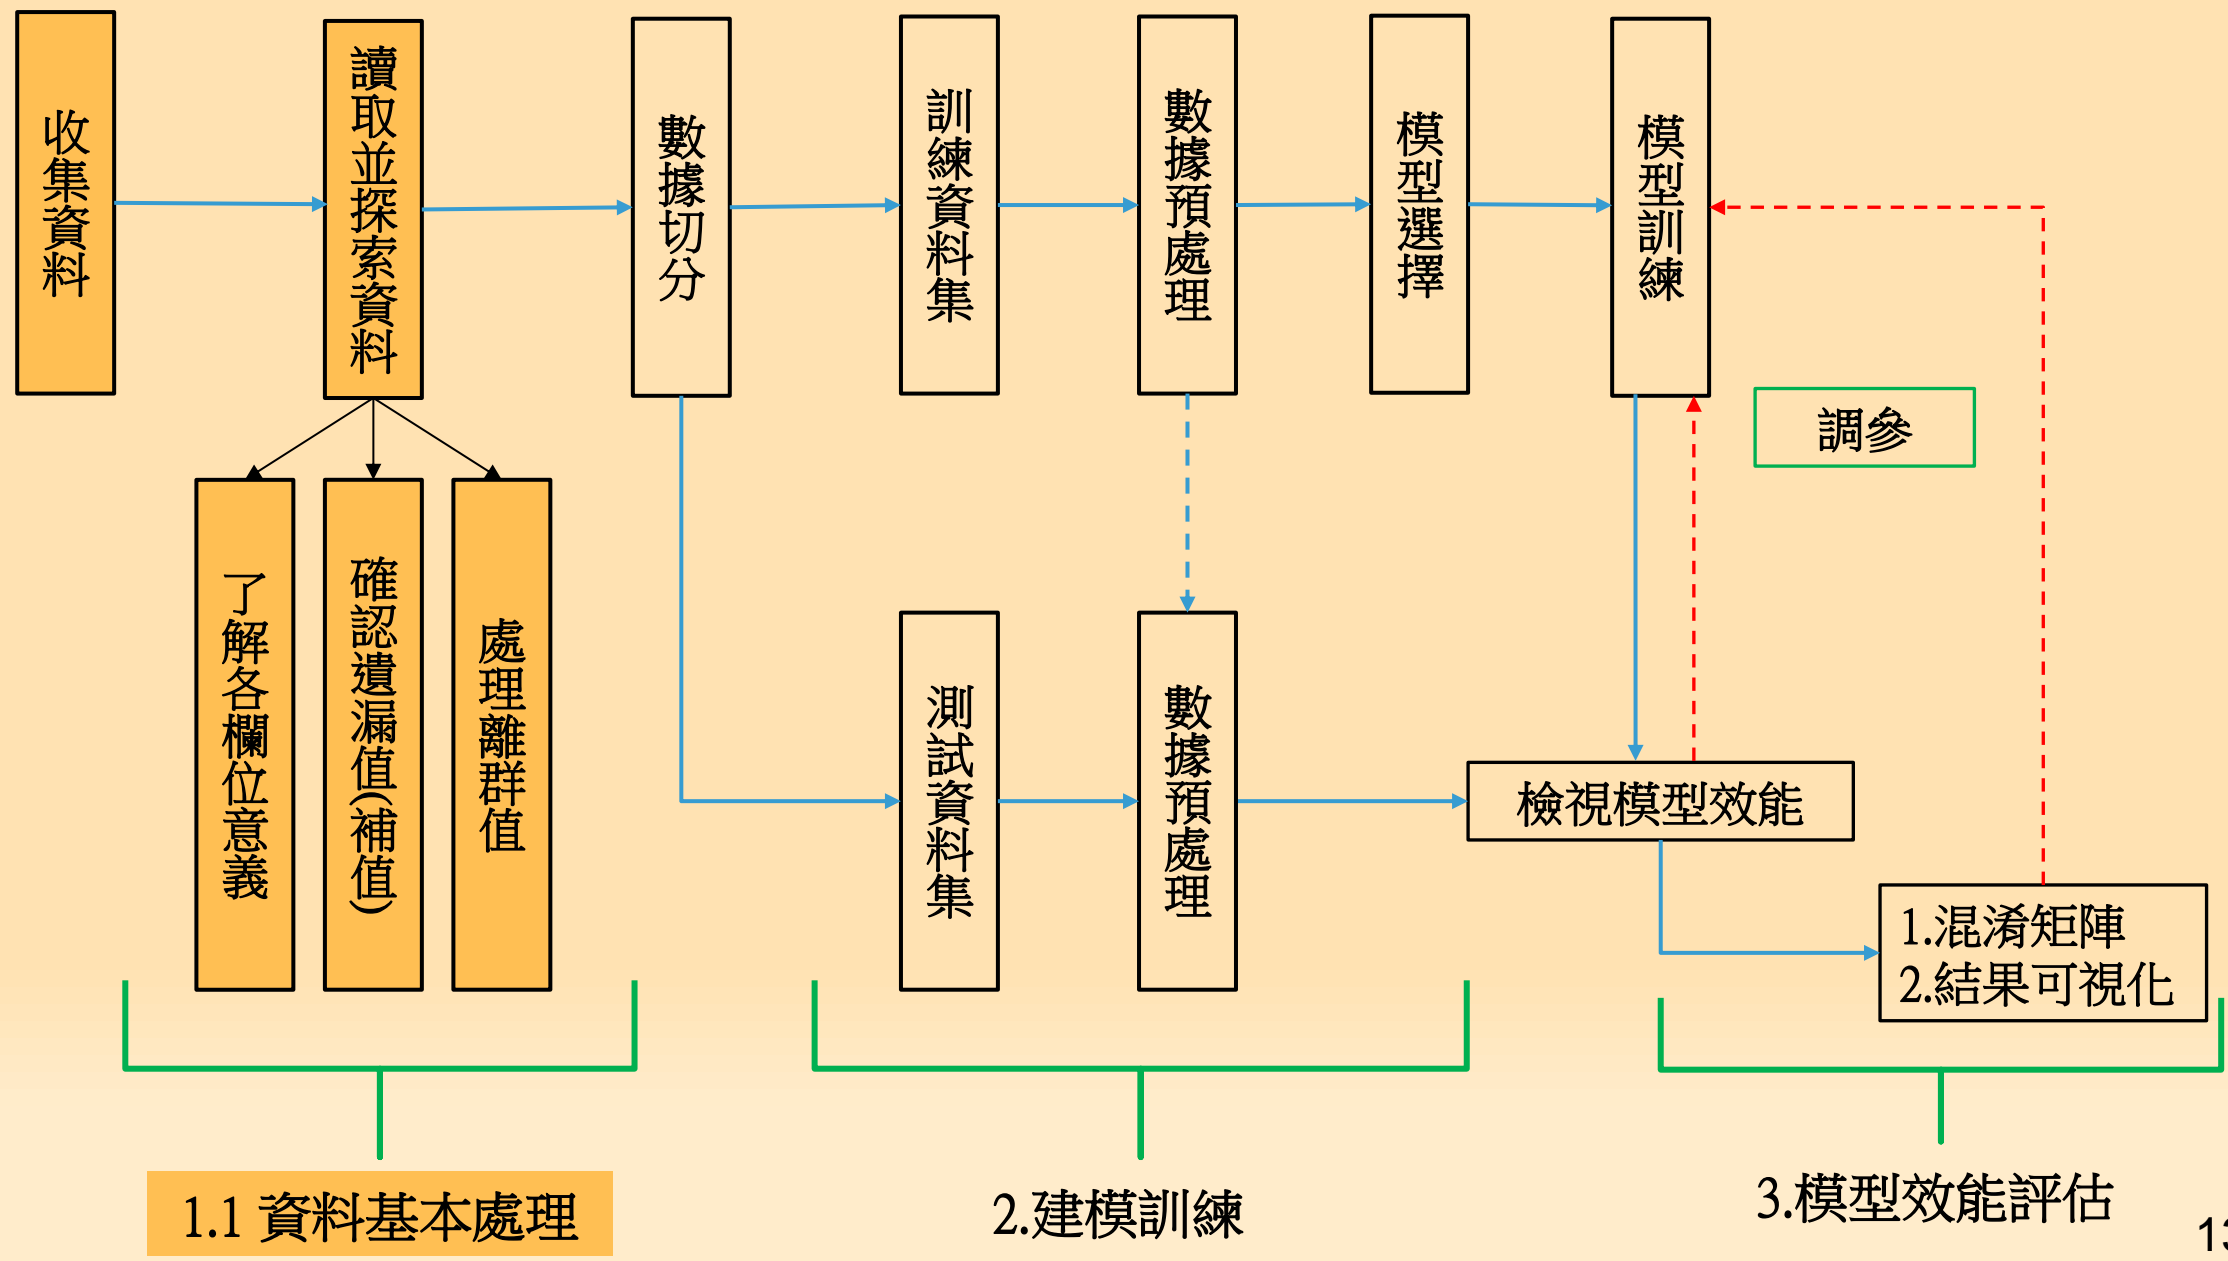 收集資料
讀取並探索資料
數據切分
訓練資料集
數據預處理
模型選擇
模型訓練
調參
了解各欄位意義
確認遺漏值(補值)
處理離群值
測試資料集
數據預處理
檢視模型效能
1.混淆矩陣
2.結果可視化
1.1 資料基本處理
2.建模訓練
3.模型效能評估